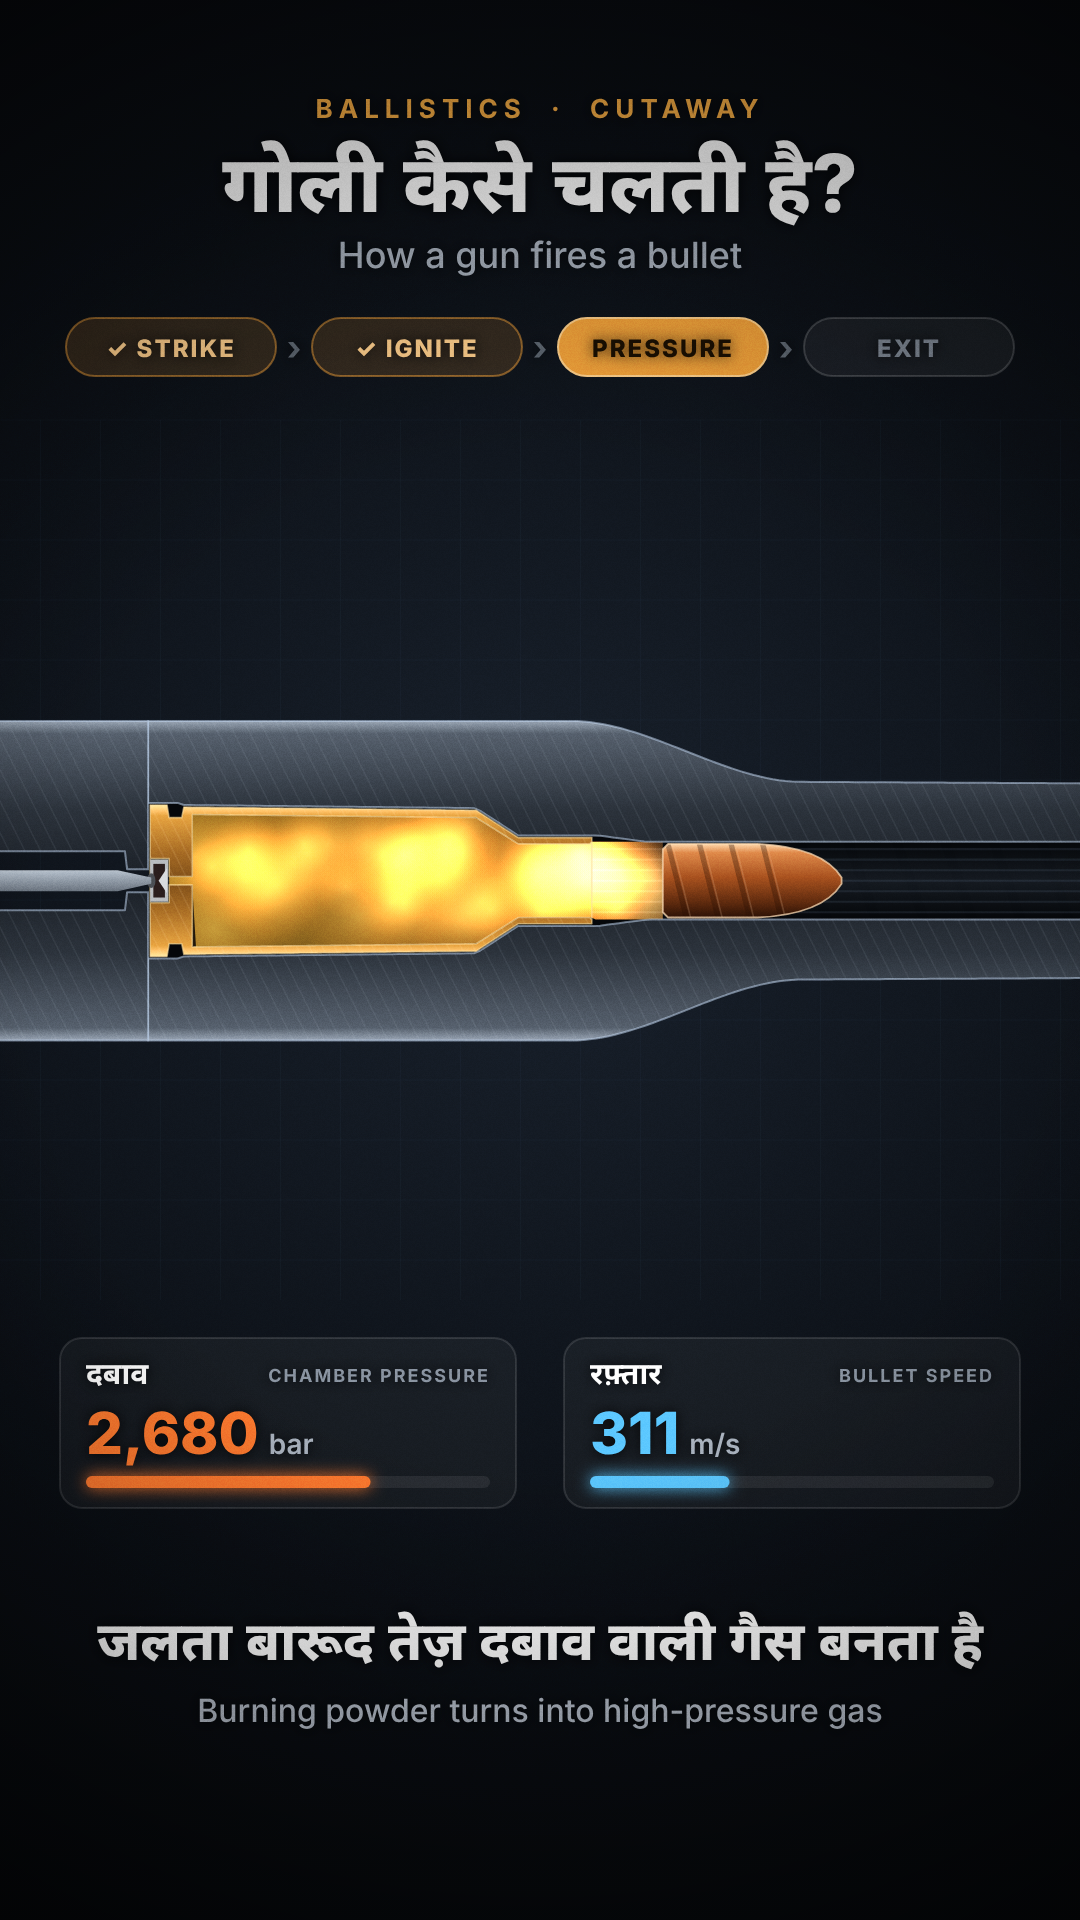 BALLISTICS · CUTAWAY
गोली कैसे चलती है?
How a gun fires a bullet
✓ STRIKE › ✓ IGNITE › PRESSURE › EXIT
दबाव CHAMBER PRESSURE
2,680 bar
रफ़्तार BULLET SPEED
311 m/s
जलता बारूद तेज़ दबाव वाली गैस बनता है
Burning powder turns into high-pressure gas